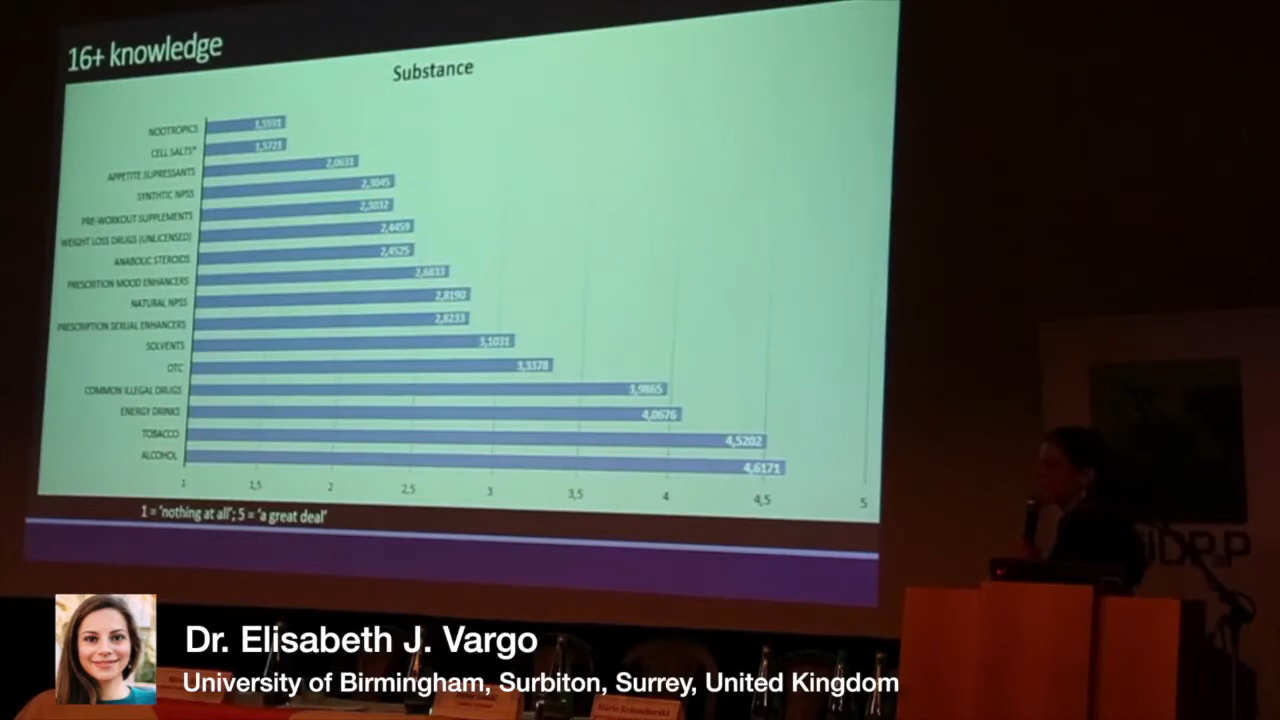 16+ knowledge
Substance
NOOTROPICS 1,5591
CELL SALTS* 1,5721
APPETITE SUPRESSANTS 2,0631
SYNTHTIC NPSS 2,3045
PRE-WORKOUT SUPPLEMENTS 2,3032
WEIGHT LOSS DRUGS (UNLICENSED) 2,4459
ANABOLIC STEROIDS 2,4525
PRESCRITION MOOD ENHANCERS 2,6833
NATURAL NPSS 2,8190
PRESCRIPTION SEXUAL ENHANCERS 2,8233
SOLVENTS 3,1031
OTC 3,3378
COMMON ILLEGAL DRUGS 3,9865
ENERGY DRINKS 4,0676
TOBACCO 4,5202
ALCOHOL 4,6171
1 1,5 2 2,5 3 3,5 4 4,5 5
1 = 'nothing at all'; 5 = 'a great deal'
Dr. Elisabeth J. Vargo
University of Birmingham, Surbiton, Surrey, United Kingdom